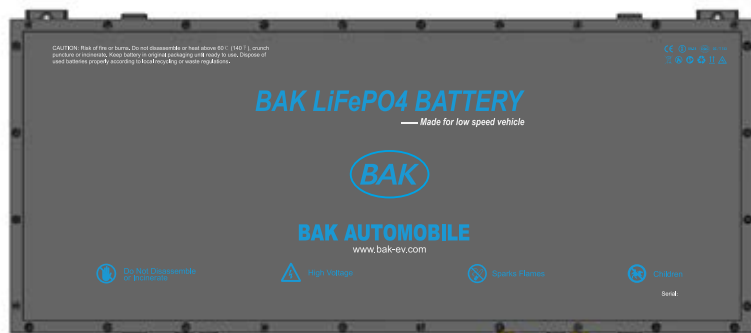 CAUTION: Risk of fire or burns. Do not disassemble or heat above 60℃ (140℉), crunch
puncture or incinerate. Keep battery in original packaging until ready to use. Dispose of
used batteries properly according to local recycling or waste regulations.
BAK LiFePO4 BATTERY
Made for low speed vehicle
BAK
BAK AUTOMOBILE
www.bak-ev.com
Do Not Disassemble
or Incinerate
High Voltage
Sparks Flames
Children
Serial: